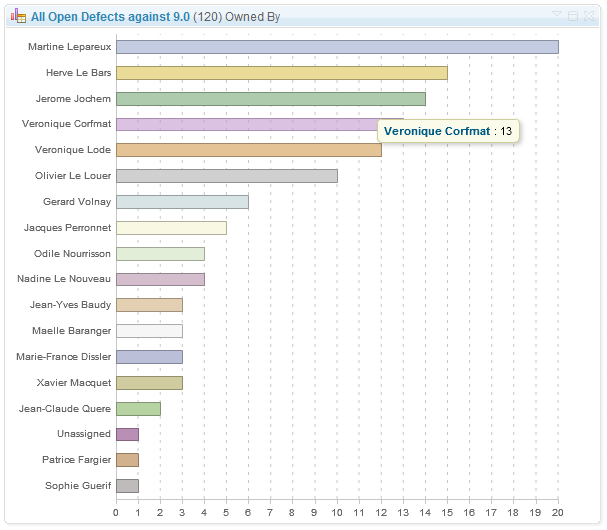 All Open Defects against 9.0 (120) Owned By
Martine Lepareux
Herve Le Bars
Jerome Jochem
Veronique Corfmat
Veronique Corfmat : 13
Veronique Lode
Olivier Le Louer
Gerard Volnay
Jacques Perronnet
Odile Nourrisson
Nadine Le Nouveau
Jean-Yves Baudy
Maelle Baranger
Marie-France Dissler
Xavier Macquet
Jean-Claude Quere
Unassigned
Patrice Fargier
Sophie Guerif
0 1 2 3 4 5 6 7 8 9 10 11 12 13 14 15 16 17 18 19 20